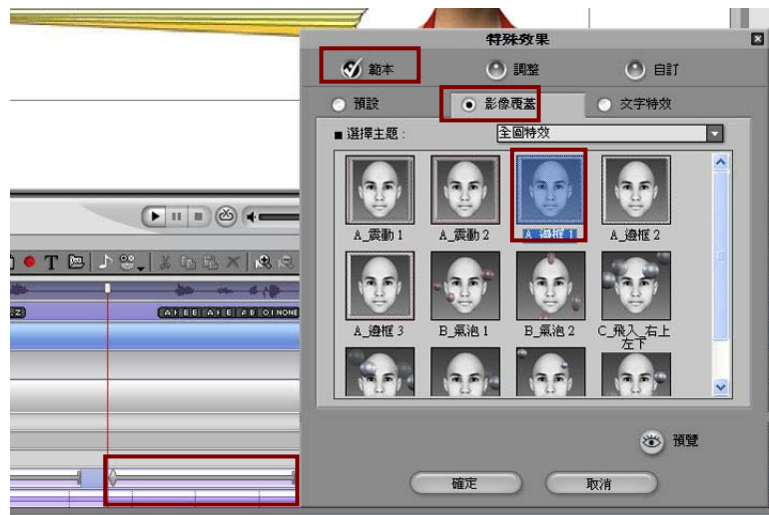 特殊效果
範本 調整 自訂
預設 影像覆蓋 文字特效
選擇主題：
全圖特效
A_震動 1 A_震動 2 A_邊框 1 A_邊框 2
A_邊框 3 B_氣泡 1 B_氣泡 2 C_飛入_右上
左下
預覽
確定 取消